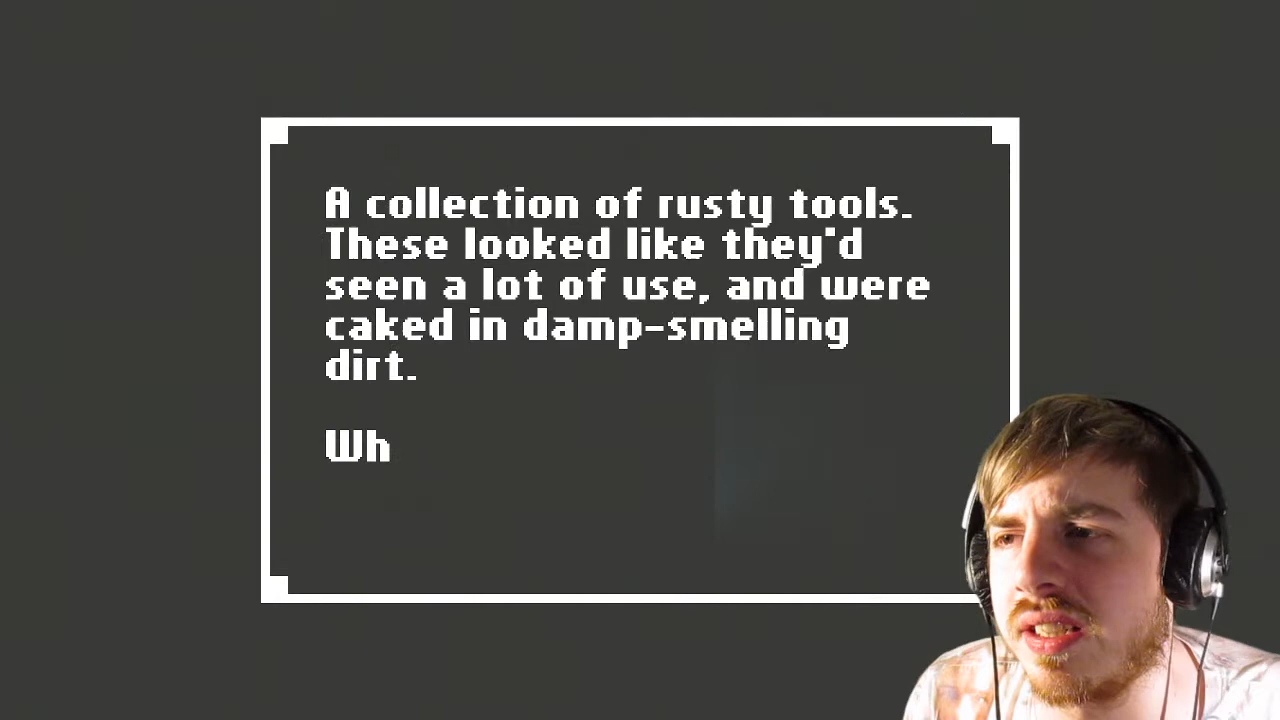 A collection of rusty tools.
These looked like they'd
seen a lot of use, and were
caked in damp-smelling
dirt.
Wh